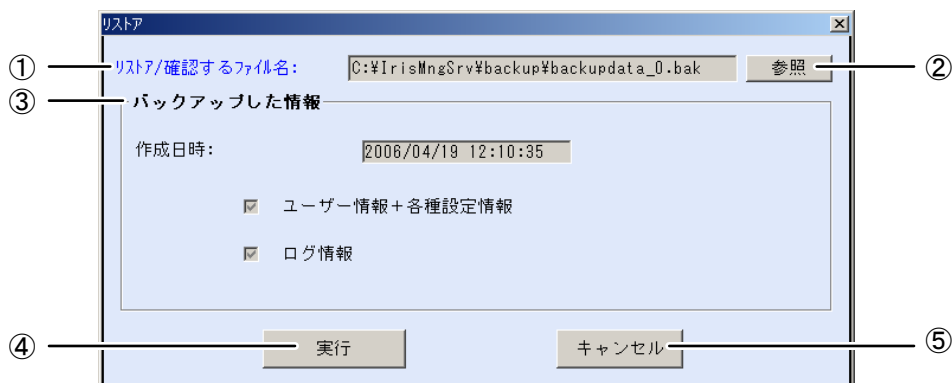 リストア
① リストア/確認するファイル名: C:¥IrisMngSrv¥backup¥backupdata_0.bak 参照 ②
③ バックアップした情報
作成日時: 2006/04/19 12:10:35
ユーザー情報+各種設定情報
ログ情報
④ 実行 キャンセル ⑤